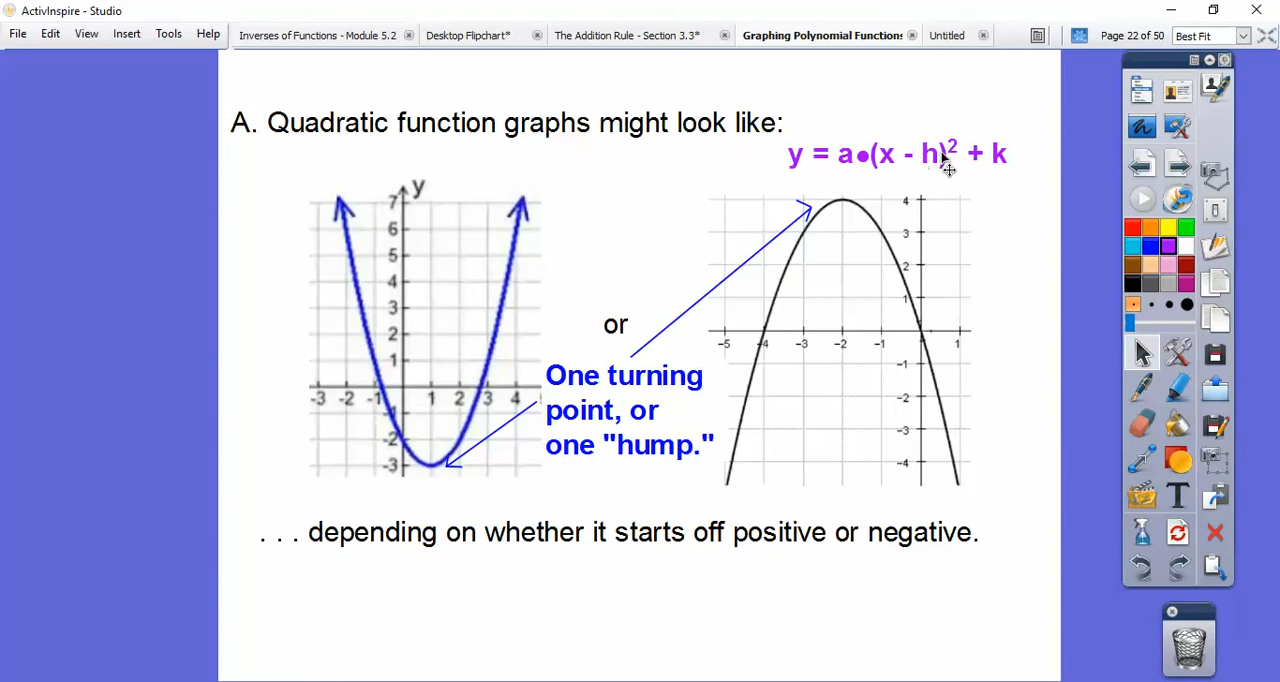 ActivInspire - Studio
File Edit View Insert Tools Help
Inverses of Functions - Module 5.2
Desktop Flipchart*
The Addition Rule - Section 3.3*
Graphing Polynomial Functions
Untitled
Page 22 of 50
Best Fit
A. Quadratic function graphs might look like:
y = a•(x - h)² + k
y
7
6
5
4
3
2
1
-3 -2 -1 1 2 3 4
-1
-2
-3
or
One turning
point, or
one "hump."
4
3
2
1
-5 -4 -3 -2 -1 1
-1
-2
-3
-4
. . . depending on whether it starts off positive or negative.
T